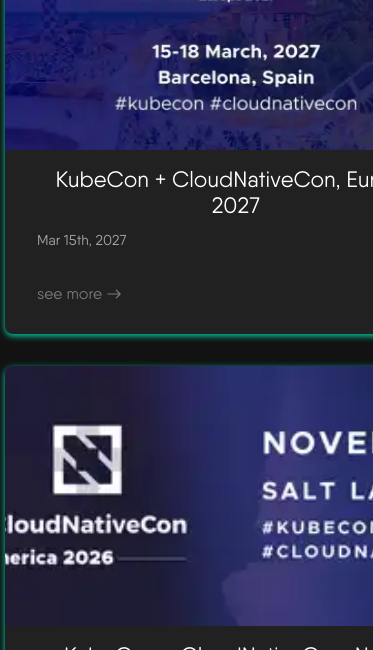 15-18 March, 2027
Barcelona, Spain
#kubecon #cloudnativecon
KubeCon + CloudNativeCon, Eur
2027
Mar 15th, 2027
see more →
loudNativeCon
erica 2026
NOVE
SALT LA
#KUBECO
#CLOUDN